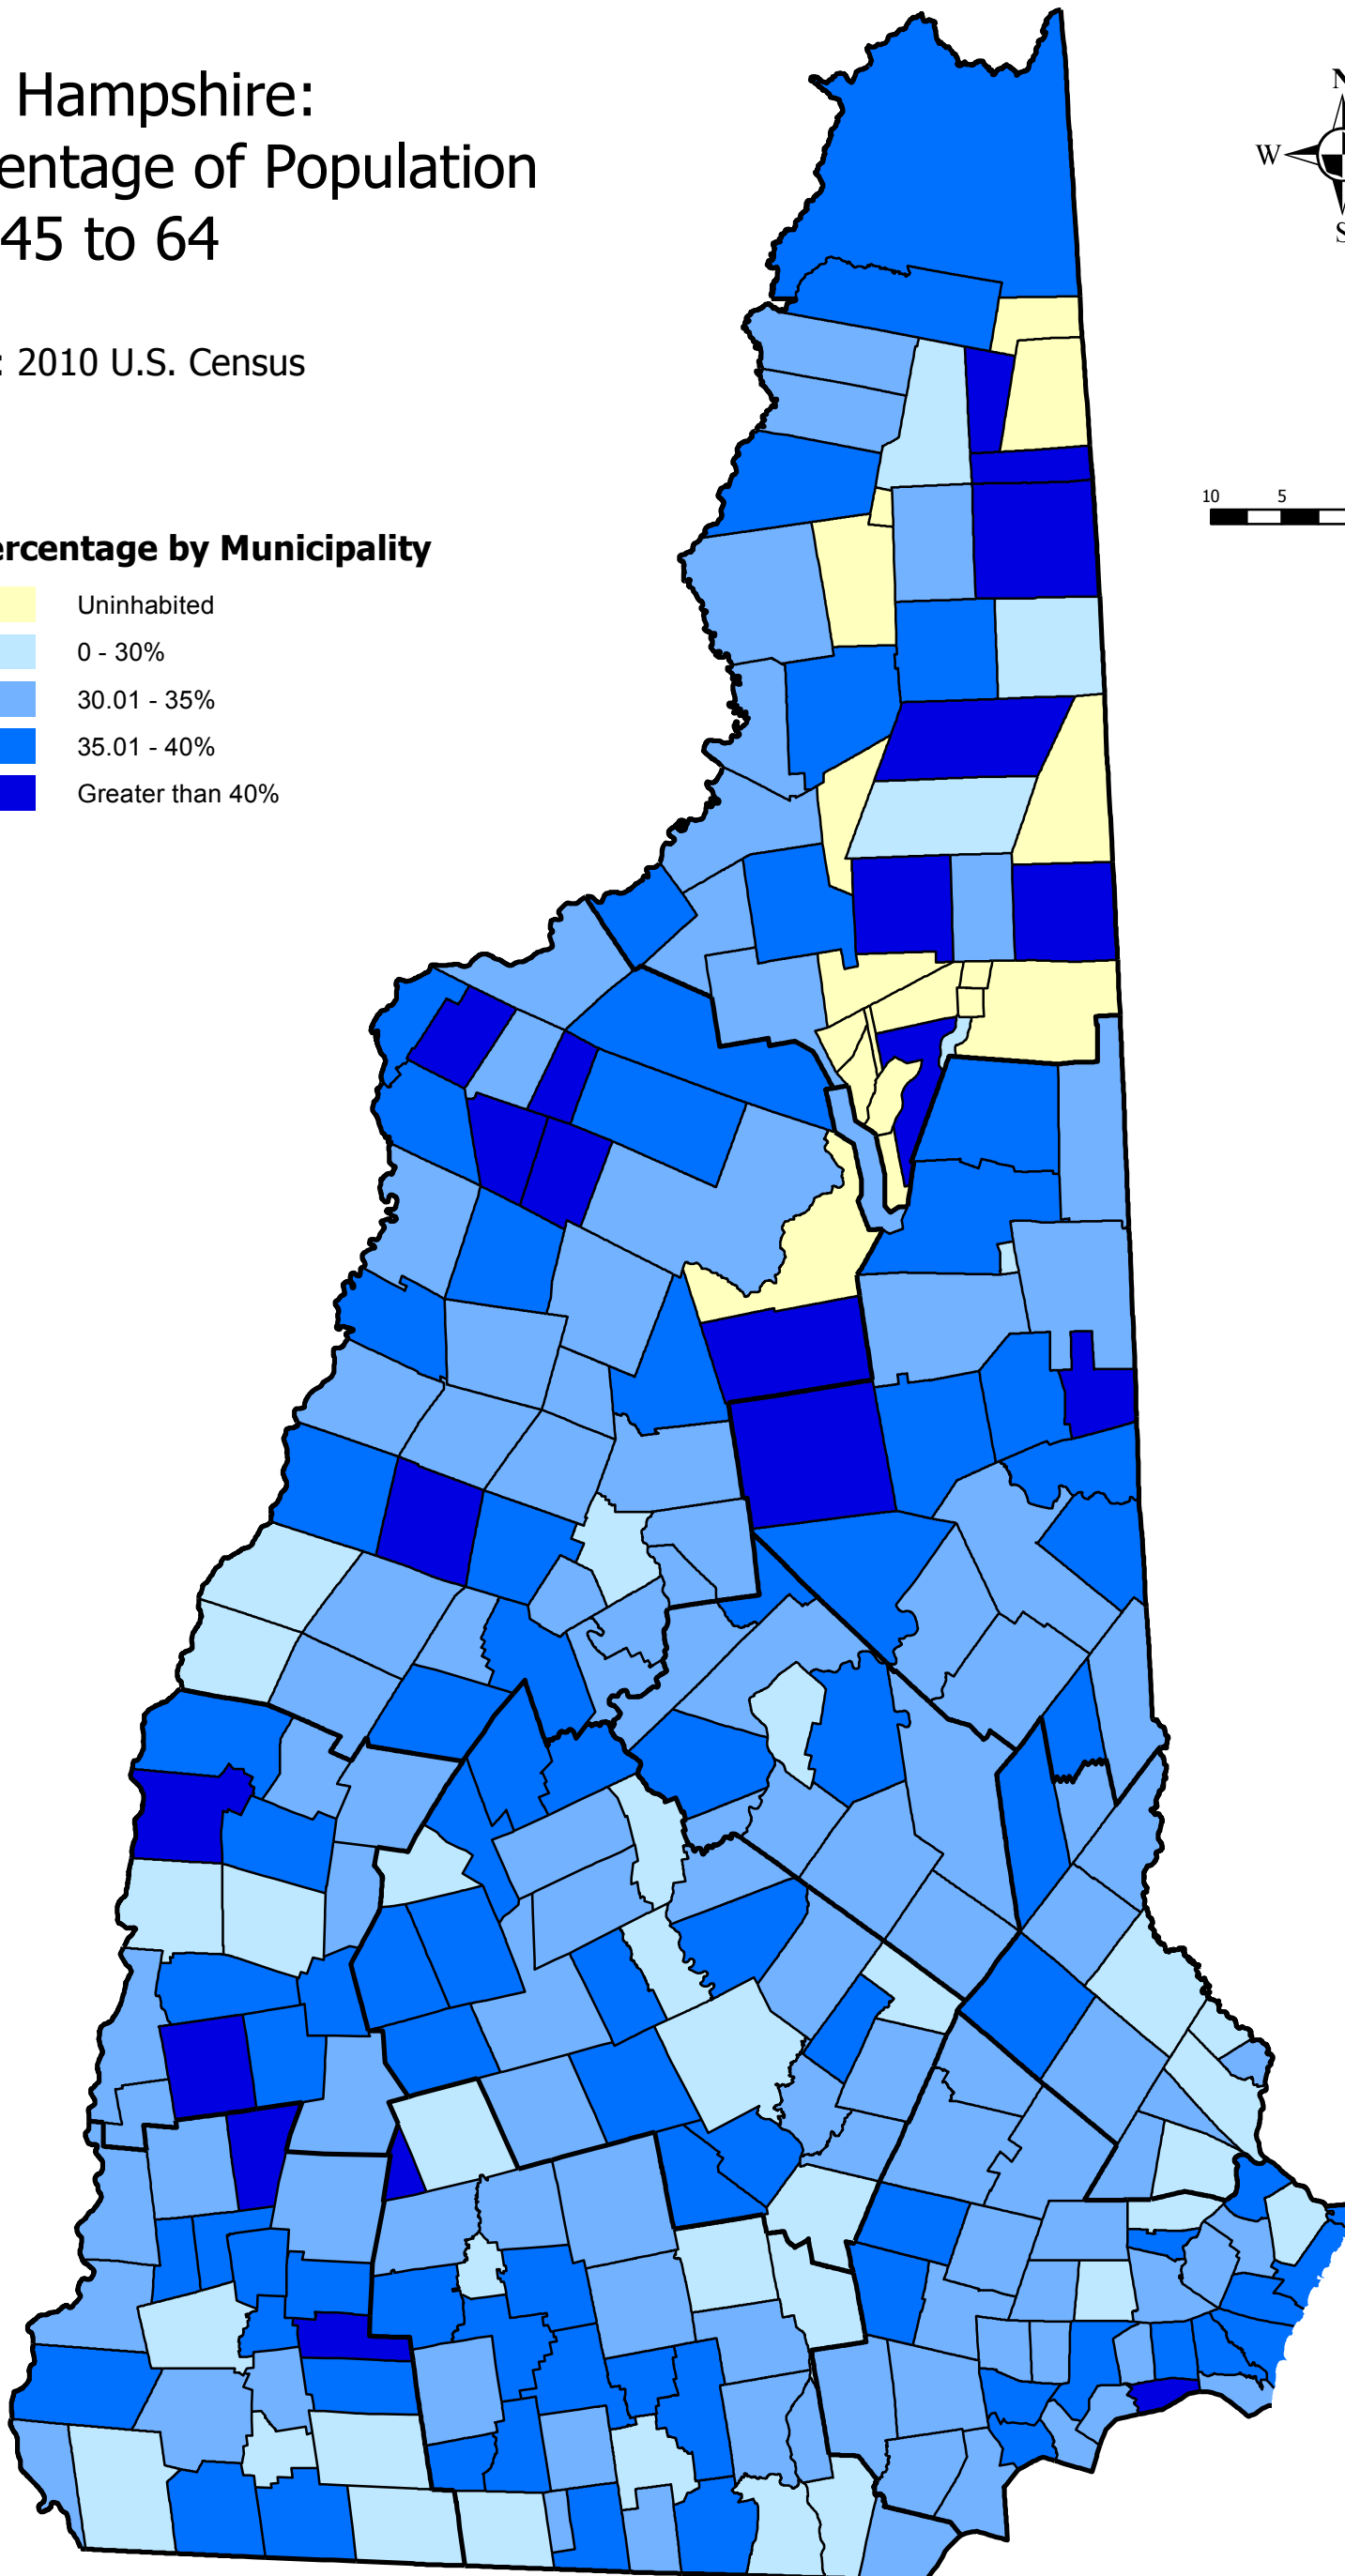 Hampshire:
entage of Population
45 to 64
: 2010 U.S. Census
ercentage by Municipality
Uninhabited
0 - 30%
30.01 - 35%
35.01 - 40%
Greater than 40%
N
W
S
10 5